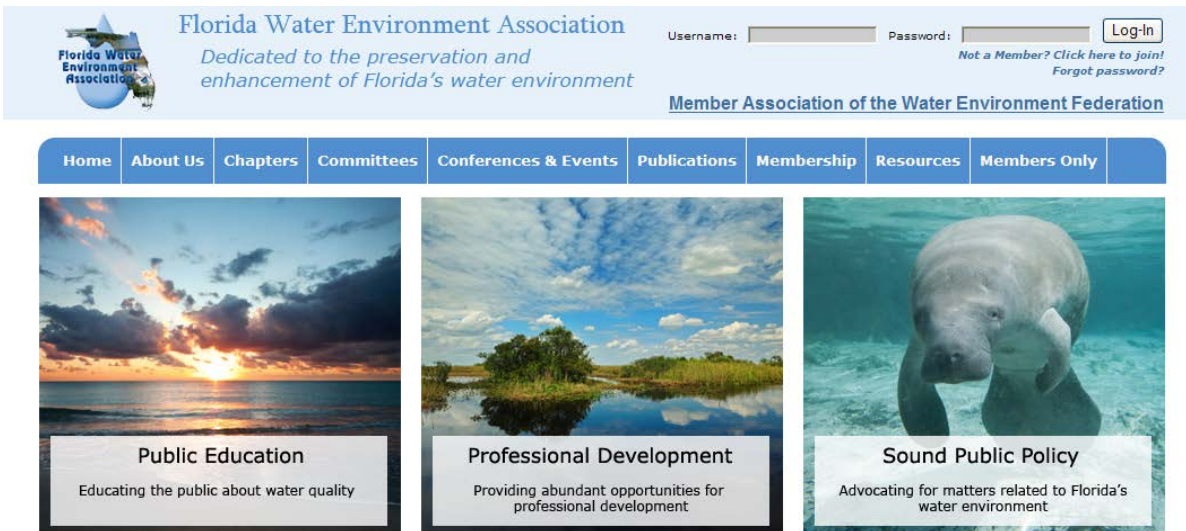 Florida Water
Environment
Association
Florida Water Environment Association
Dedicated to the preservation and
enhancement of Florida's water environment
Username:
Password:
Log-In
Not a Member? Click here to join!
Forgot password?
Member Association of the Water Environment Federation
Home About Us Chapters Committees Conferences & Events Publications Membership Resources Members Only
Public Education
Educating the public about water quality
Professional Development
Providing abundant opportunities for
professional development
Sound Public Policy
Advocating for matters related to Florida's
water environment